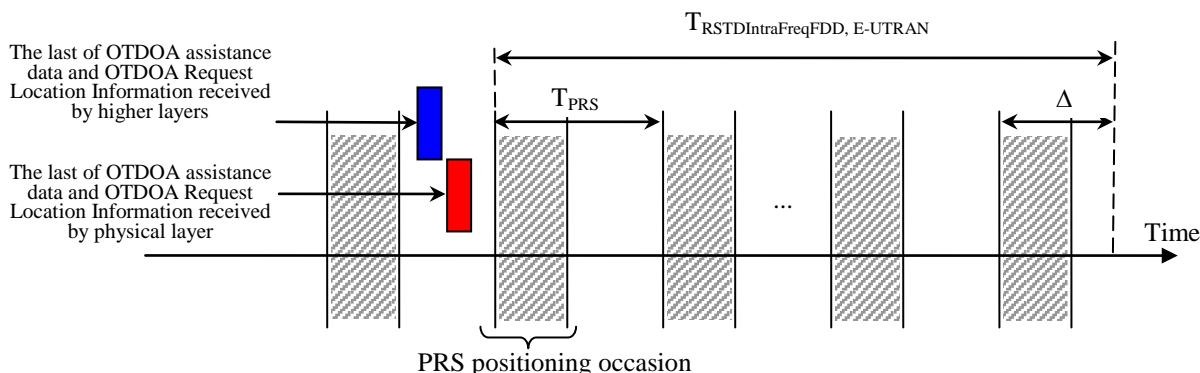 T_RSTDIntraFreqFDD, E-UTRAN
The last of OTDOA assistance
data and OTDOA Request
Location Information received
by higher layers
T_PRS
Δ
The last of OTDOA assistance
data and OTDOA Request
Location Information received
by physical layer
...
Time
PRS positioning occasion